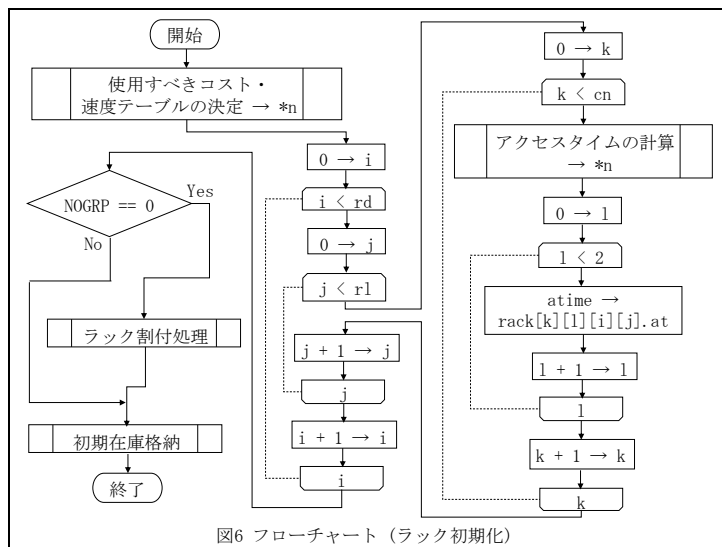 開始
使用すべきコスト・
速度テーブルの決定 → *n
0 → i
i < rd
0 → j
j < rl
0 → k
k < cn
アクセスタイムの計算
→ *n
0 → l
l < 2
atime →
rack[k][l][i][j].at
l + 1 → l
l
k + 1 → k
k
j + 1 → j
j
i + 1 → i
i
NOGRP == 0
Yes
No
ラック割付処理
初期在庫格納
終了
図6 フローチャート (ラック初期化)